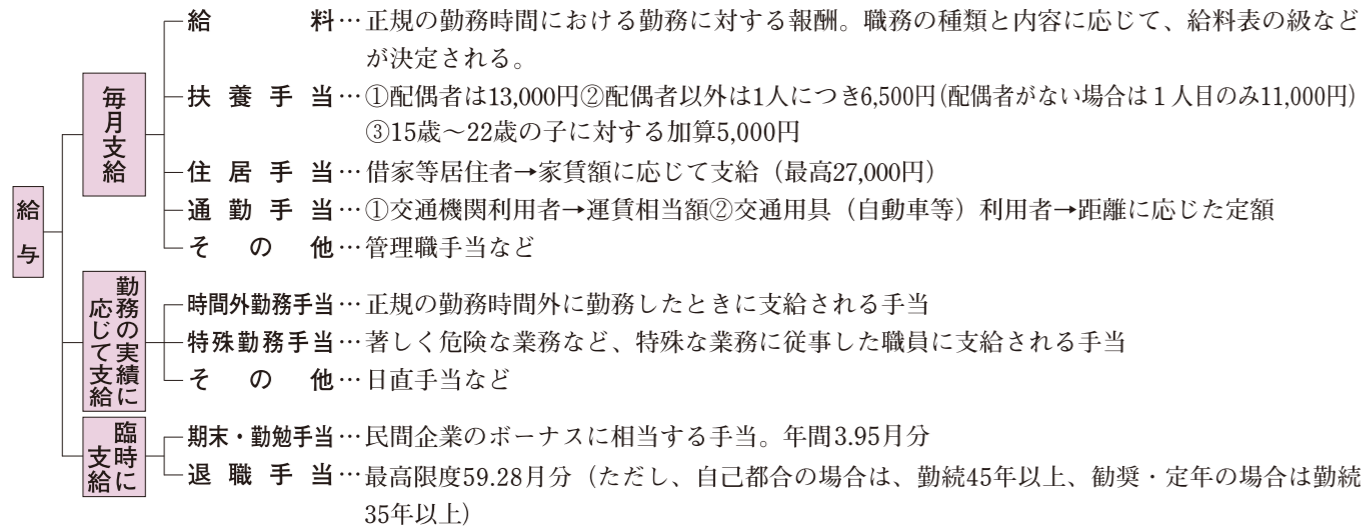 給与
毎月支給
給料…正規の勤務時間における勤務に対する報酬。職務の種類と内容に応じて、給料表の級など
が決定される。
扶養手当…①配偶者は13,000円②配偶者以外は1人につき6,500円(配偶者がない場合は1人目のみ11,000円)
③15歳～22歳の子に対する加算5,000円
住居手当…借家等居住者→家賃額に応じて支給（最高27,000円）
通勤手当…①交通機関利用者→運賃相当額②交通用具（自動車等）利用者→距離に応じた定額
その他…管理職手当など
勤務の実績に
応じて支給
時間外勤務手当…正規の勤務時間外に勤務したときに支給される手当
特殊勤務手当…著しく危険な業務など、特殊な業務に従事した職員に支給される手当
その他…日直手当など
臨時に
支給
期末・勤勉手当…民間企業のボーナスに相当する手当。年間3.95月分
退職手当…最高限度59.28月分（ただし、自己都合の場合は、勤続45年以上、勧奨・定年の場合は勤続
35年以上）